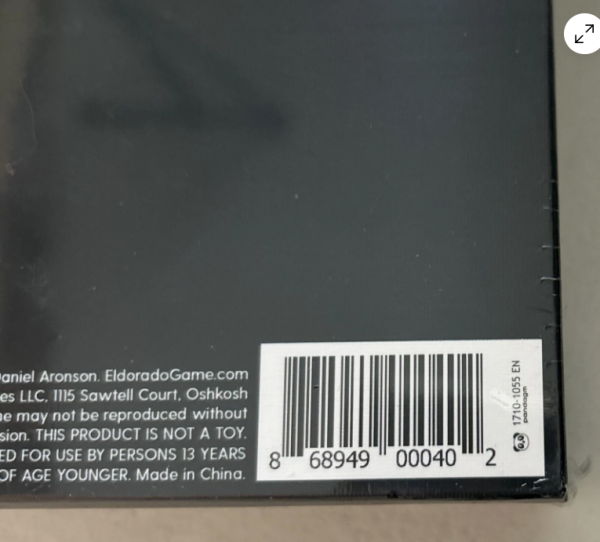 aniel Aronson. EldoradoGame.com
es LLC, 1115 Sawtell Court, Oshkosh
e may not be reproduced without
sion. THIS PRODUCT IS NOT A TOY.
ED FOR USE BY PERSONS 13 YEARS
OF AGE YOUNGER. Made in China.
8 68949 00040 2
1710-1055 EN
pandagm